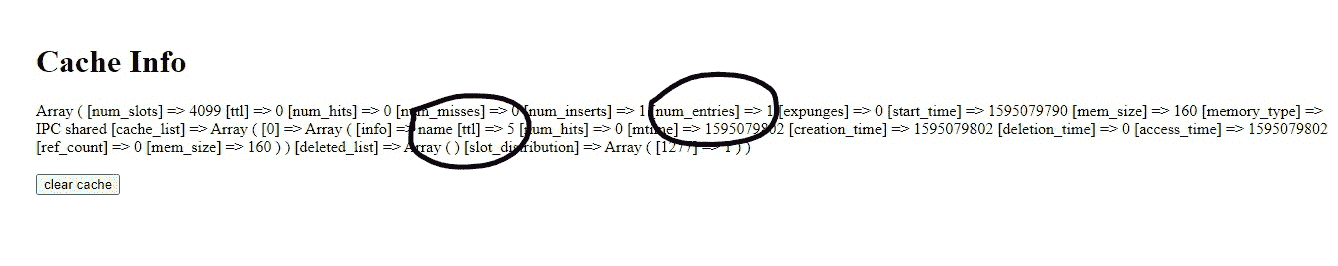 Cache Info
Array ( [num_slots] => 4099 [ttl] => 0 [num_hits] => 0 [num_misses] => 0 [num_inserts] => 1 [num_entries] => 1 [expunges] => 0 [start_time] => 1595079790 [mem_size] => 160 [memory_type] =>
IPC shared [cache_list] => Array ( [0] => Array ( [info] => name [ttl] => 5 [num_hits] => 0 [mtime] => 1595079802 [creation_time] => 1595079802 [deletion_time] => 0 [access_time] => 1595079802
[ref_count] => 0 [mem_size] => 160 ) ) [deleted_list] => Array ( ) [slot_distribution] => Array ( [1277] => 1 ) )
clear cache